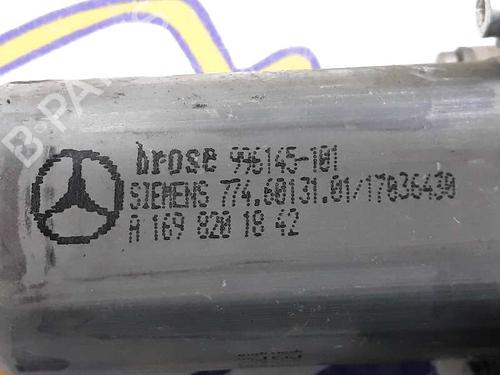 brose 996145-101
SIEMENS 774.60131.01/17036430
A 169 820 18 42